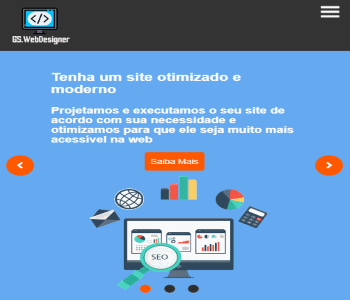 </>
GS.WebDesigner
Tenha um site otimizado e
moderno
Projetamos e executamos o seu site de
acordo com sua necessidade e
otimizamos para que ele seja muito mais
acessível na web
Saiba Mais
SEO